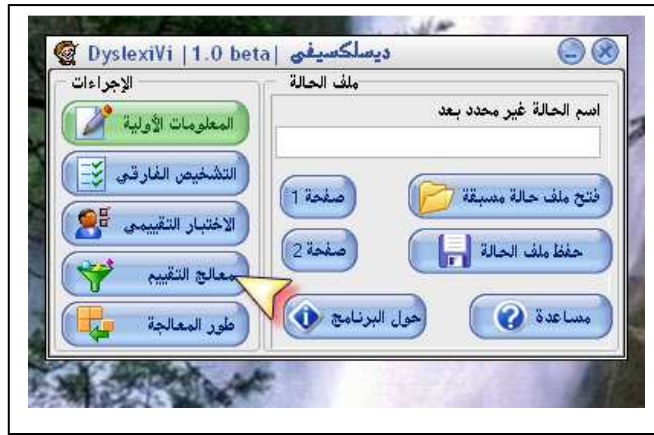 DyslexiVi |1.0 beta| ديسلكسيفي
ملف الحالة
اسم الحالة غير محدد بعد
فتح ملف حالة مسبقة
صفحة 1
حفظ ملف الحالة
صفحة 2
مساعدة
حول البرنامج
الإجراءات
المعلومات الأولية
التشخيص الفارقي
الاختبار التقييمي
معالج التقييم
طور المعالجة